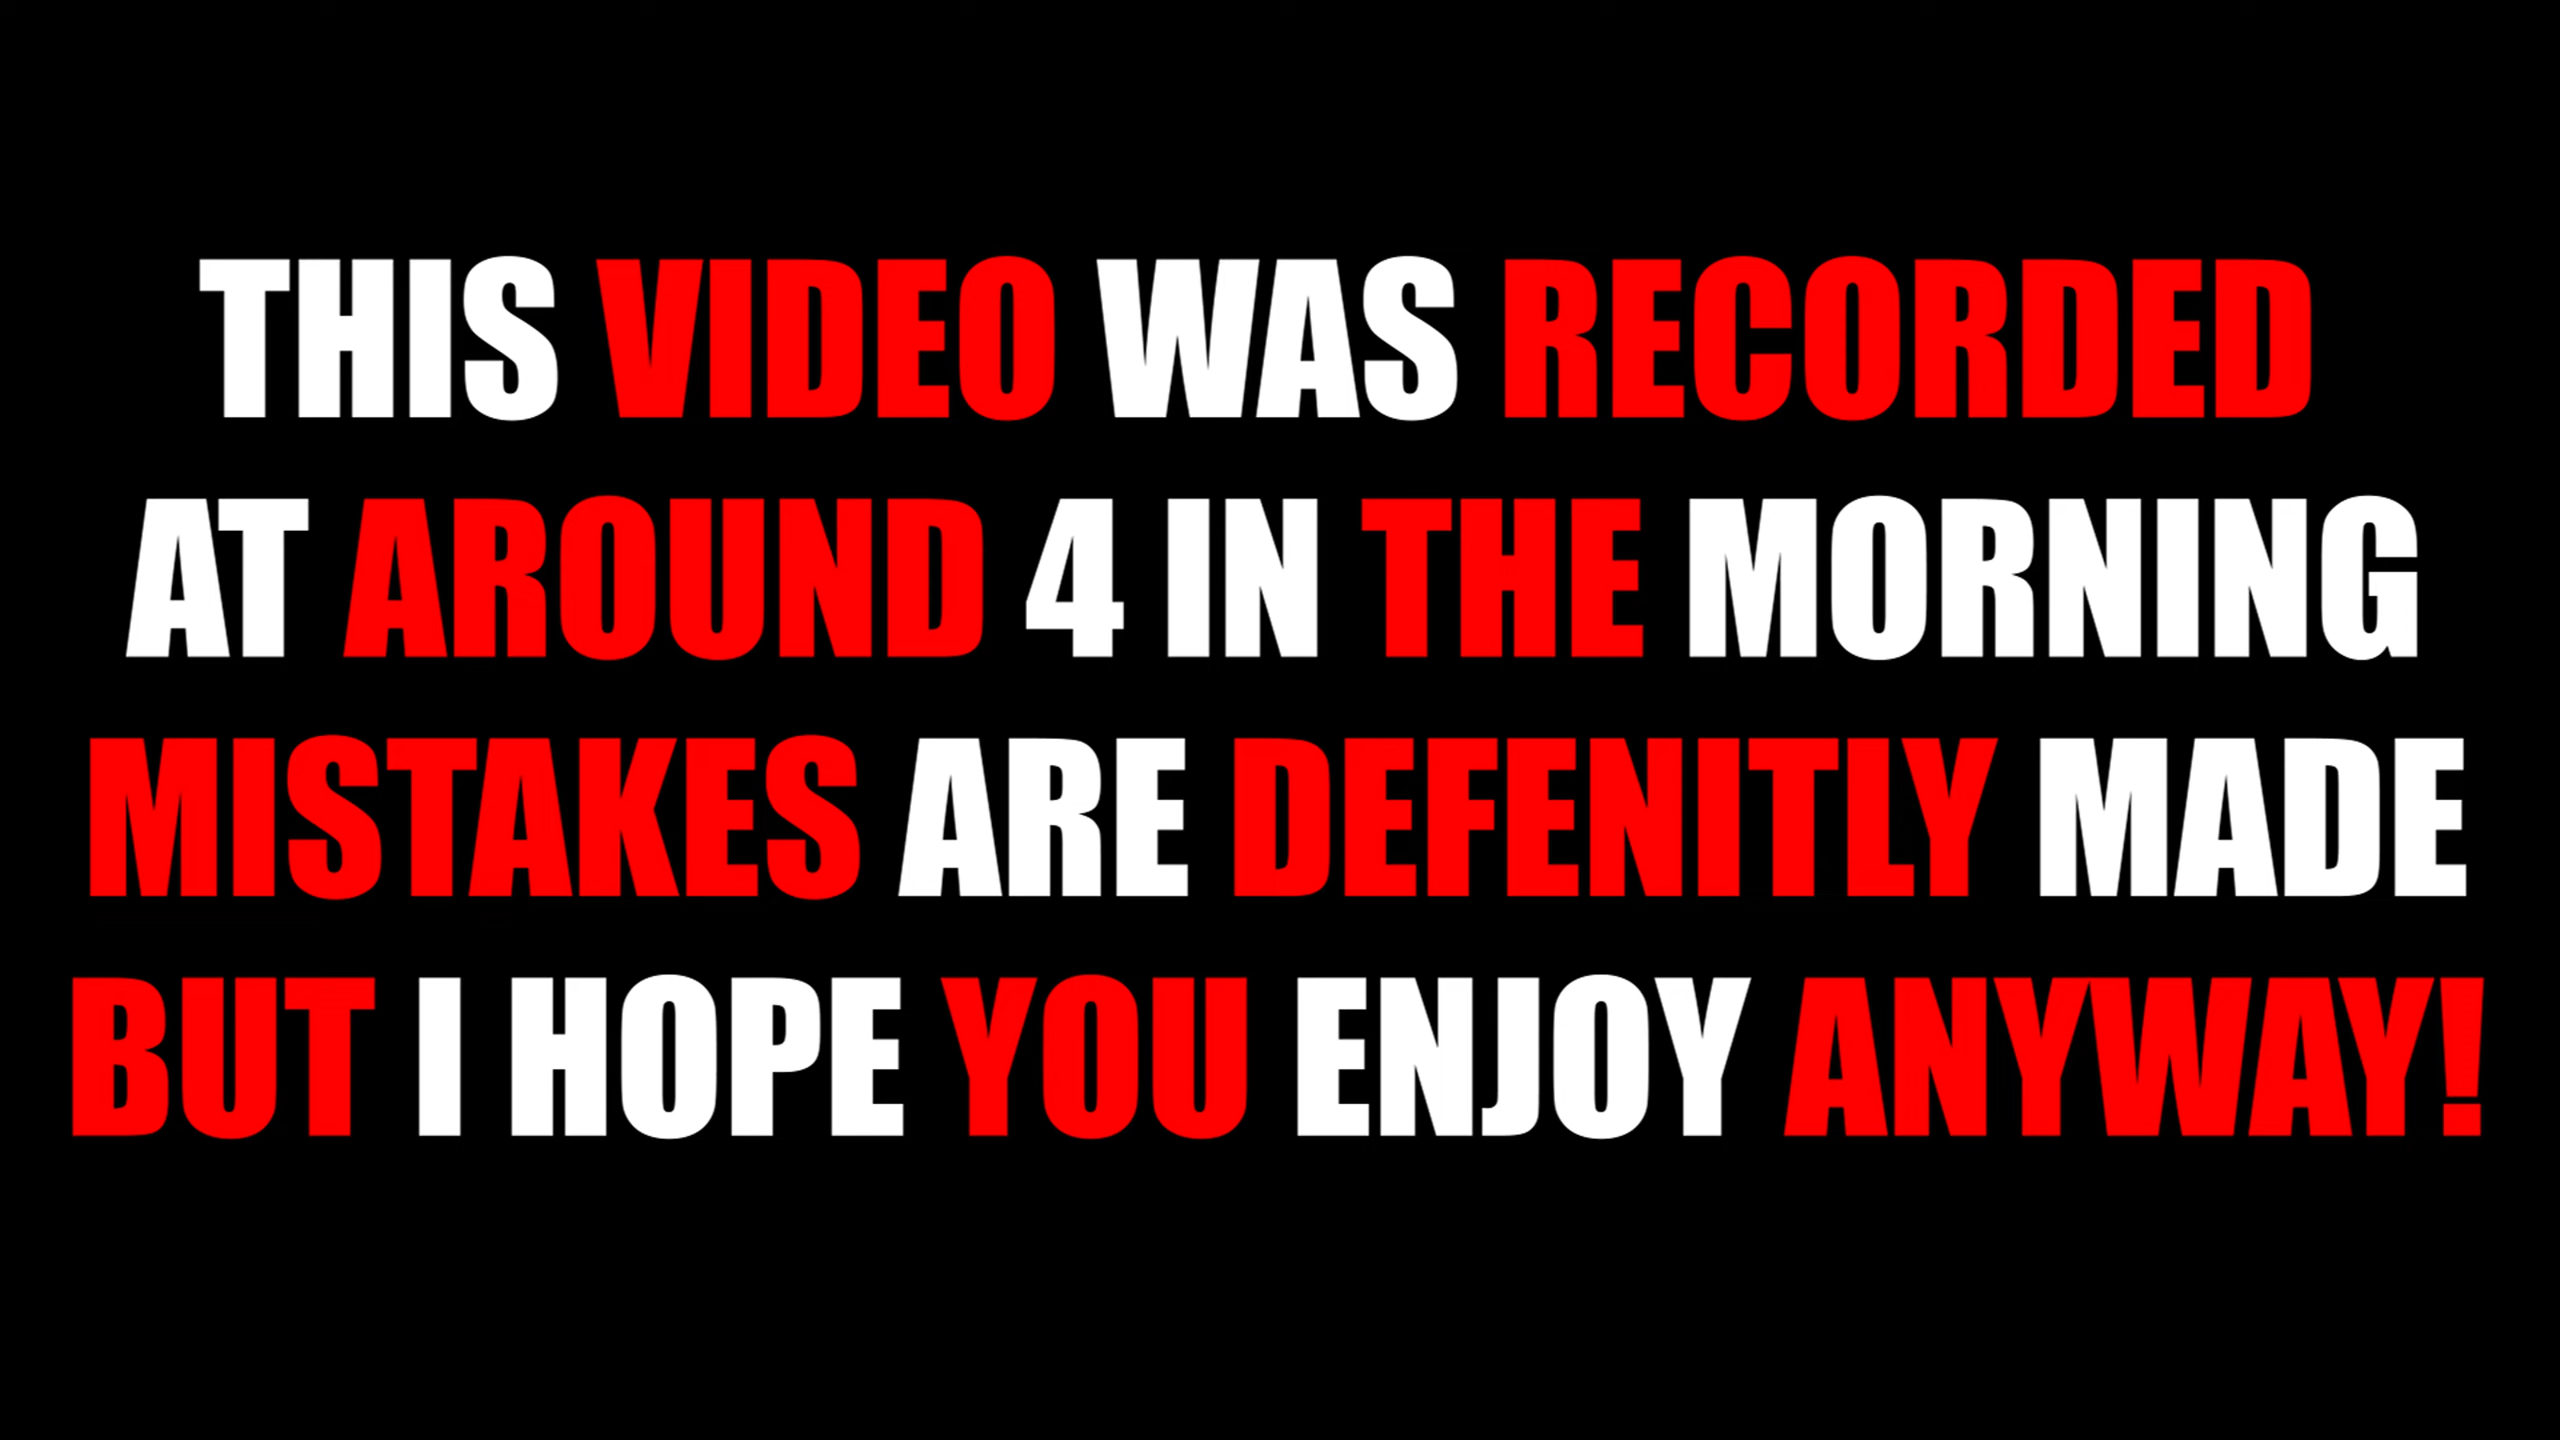 THIS VIDEO WAS RECORDED
AT AROUND 4 IN THE MORNING
MISTAKES ARE DEFENITLY MADE
BUT I HOPE YOU ENJOY ANYWAY!